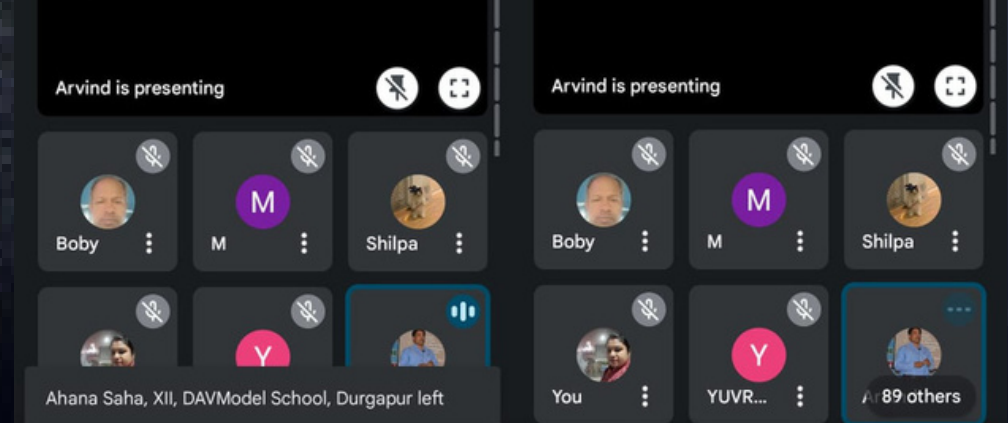 Arvind is presenting
M
Boby
M
Shilpa
Y
Ahana Saha, XII, DAVModel School, Durgapur left
Arvind is presenting
M
Boby
M
Shilpa
Y
You
YUVR...
89 others